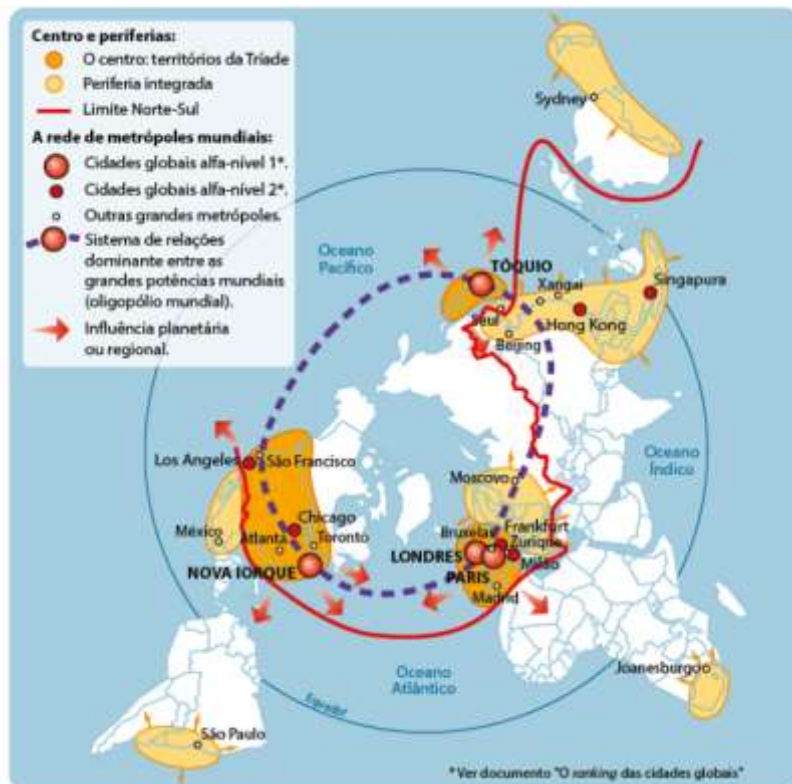 Centro e periferias:
O centro: territórios da Tríade
Periferia integrada
Limite Norte-Sul
A rede de metrópoles mundiais:
Cidades globais alfa-nível 1*.
Cidades globais alfa-nível 2*.
Outras grandes metrópoles.
Sistema de relações
dominante entre as
grandes potências mundiais
(oligopólio mundial).
Influência planetária
ou regional.
Sydney
Oceano
Pacífico
TÓQUIO
Xangai
Singapura
Seul
Hong Kong
Beijing
Los Angeles
São Francisco
Oceano
Índico
Moscovo
México
Chicago
Atlanta
Toronto
Bruxelas
Frankfurt
Zurique
LONDRES
Milão
NOVA IORQUE
PARIS
Madrid
Oceano
Atlântico
Joanesburgo
Equador
São Paulo
* Ver documento "O ranking das cidades globais"